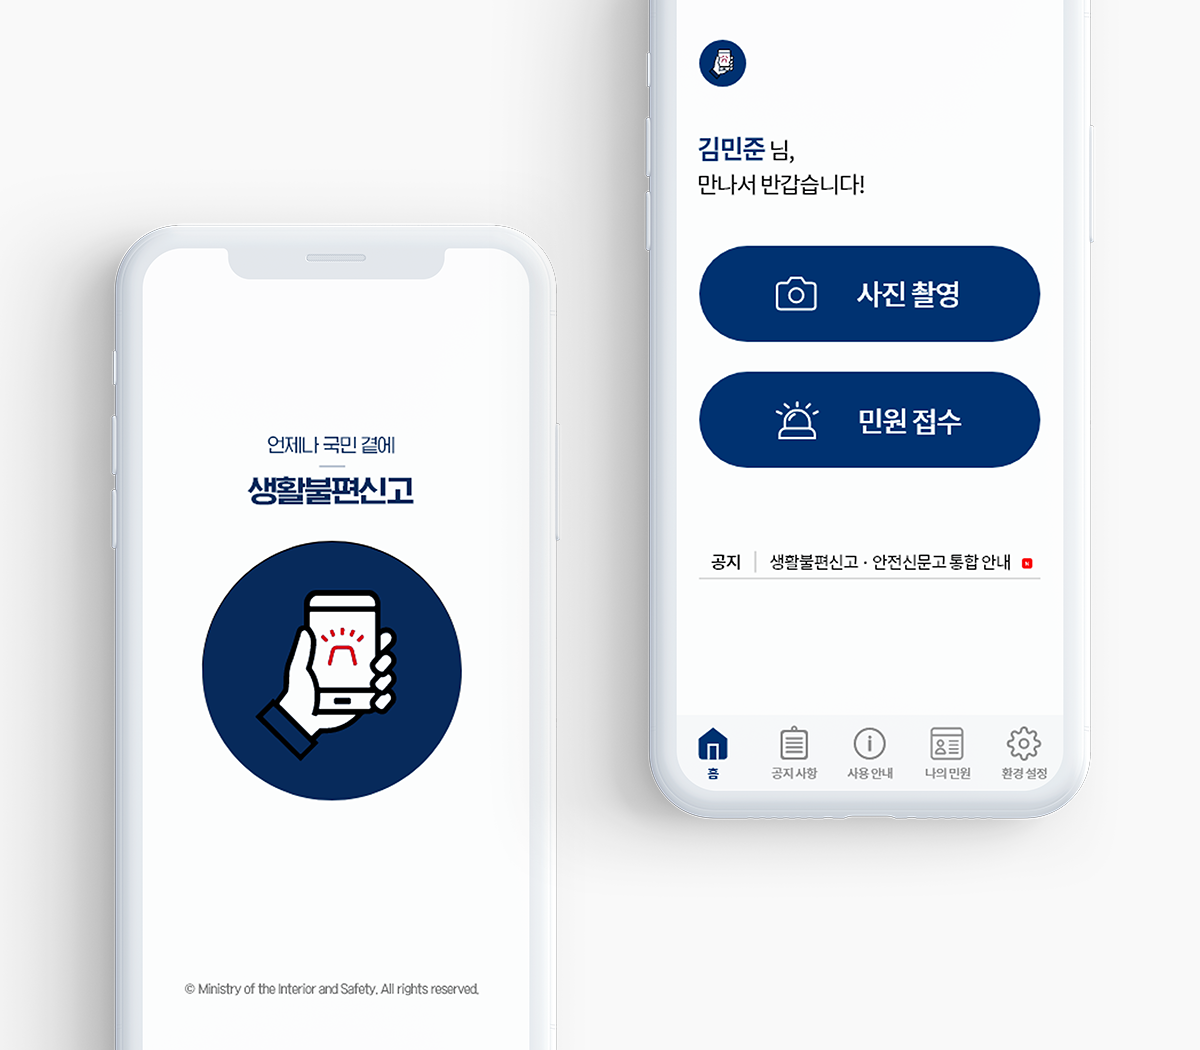 언제나 국민 곁에
생활불편신고
© Ministry of the Interior and Safety. All rights reserved.
김민준 님,
만나서 반갑습니다!
사진 촬영
민원 접수
공지 생활불편신고 · 안전신문고 통합 안내 N
홈 공지 사항 사용 안내 나의 민원 환경 설정